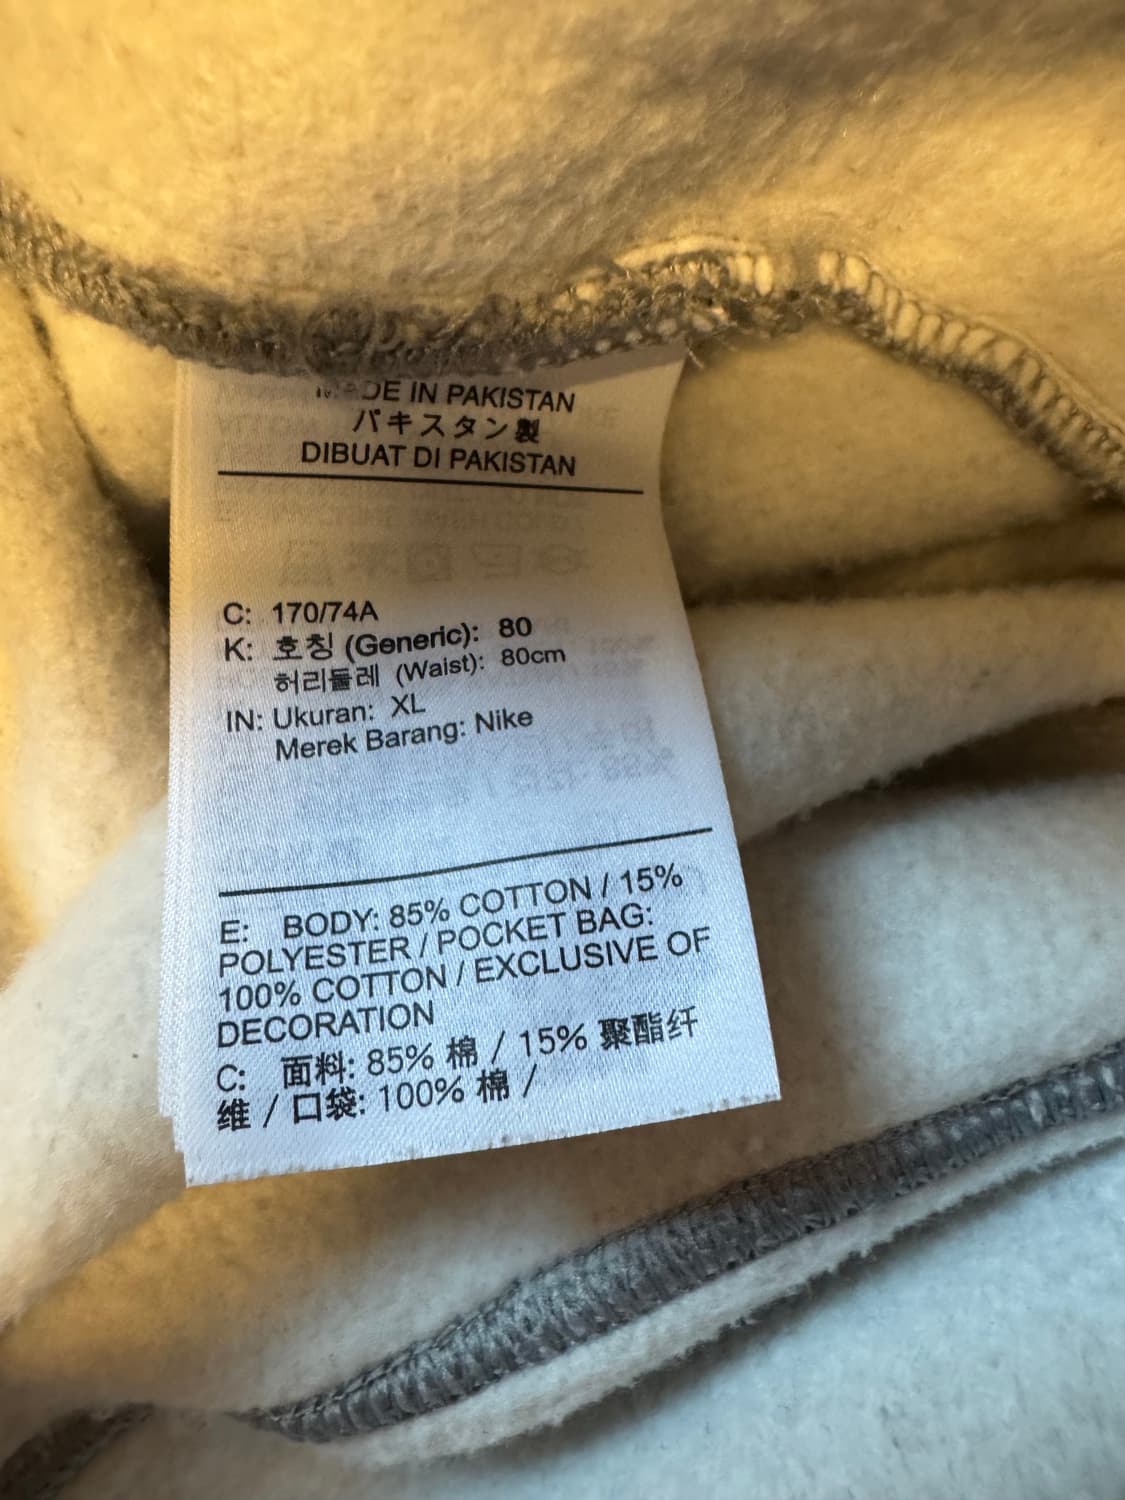 MADE IN PAKISTAN
パキスタン製
DIBUAT DI PAKISTAN
C: 170/74A
K: 호칭 (Generic): 80
허리둘레 (Waist): 80cm
IN: Ukuran: XL
Merek Barang: Nike
E: BODY: 85% COTTON / 15%
POLYESTER / POCKET BAG:
100% COTTON / EXCLUSIVE OF
DECORATION
C: 面料: 85% 棉 / 15% 聚酯纤
维 / 口袋: 100% 棉 /